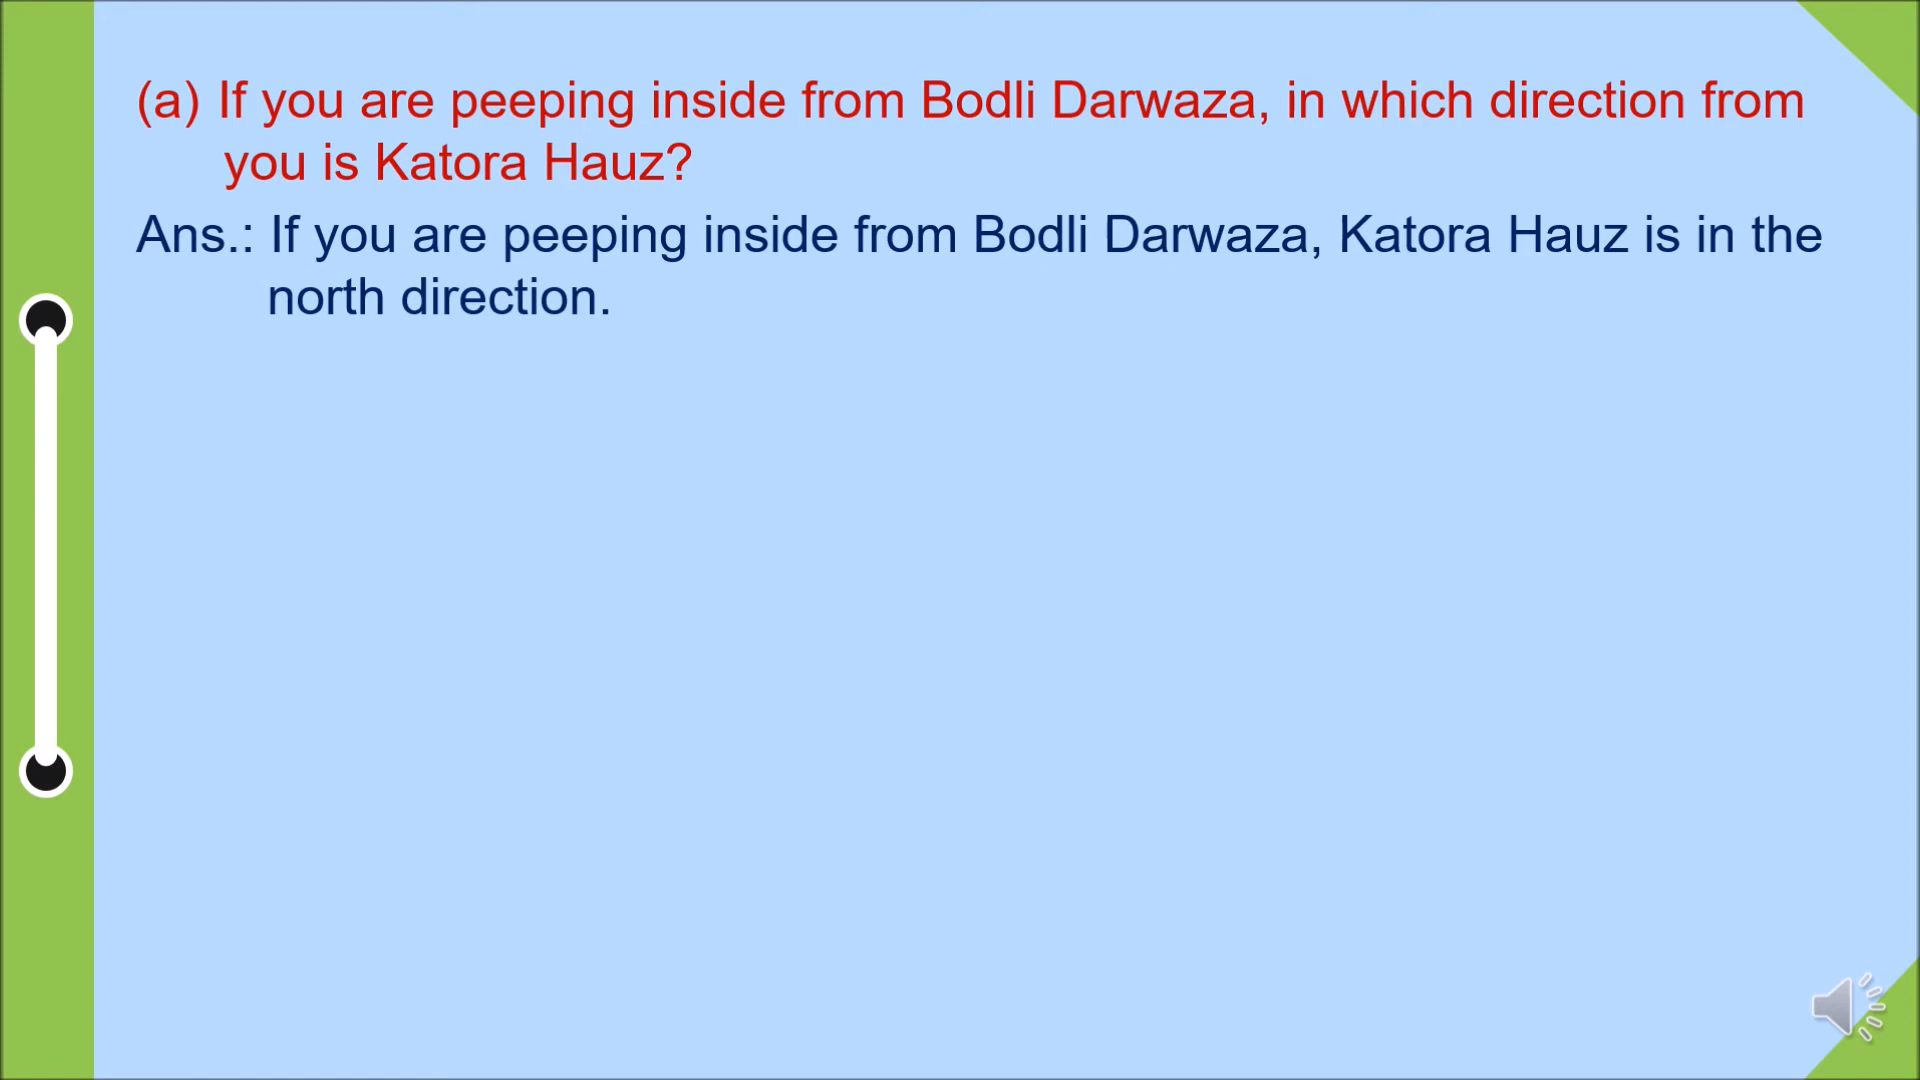 (a) If you are peeping inside from Bodli Darwaza, in which direction from
you is Katora Hauz?
Ans.: If you are peeping inside from Bodli Darwaza, Katora Hauz is in the
north direction.